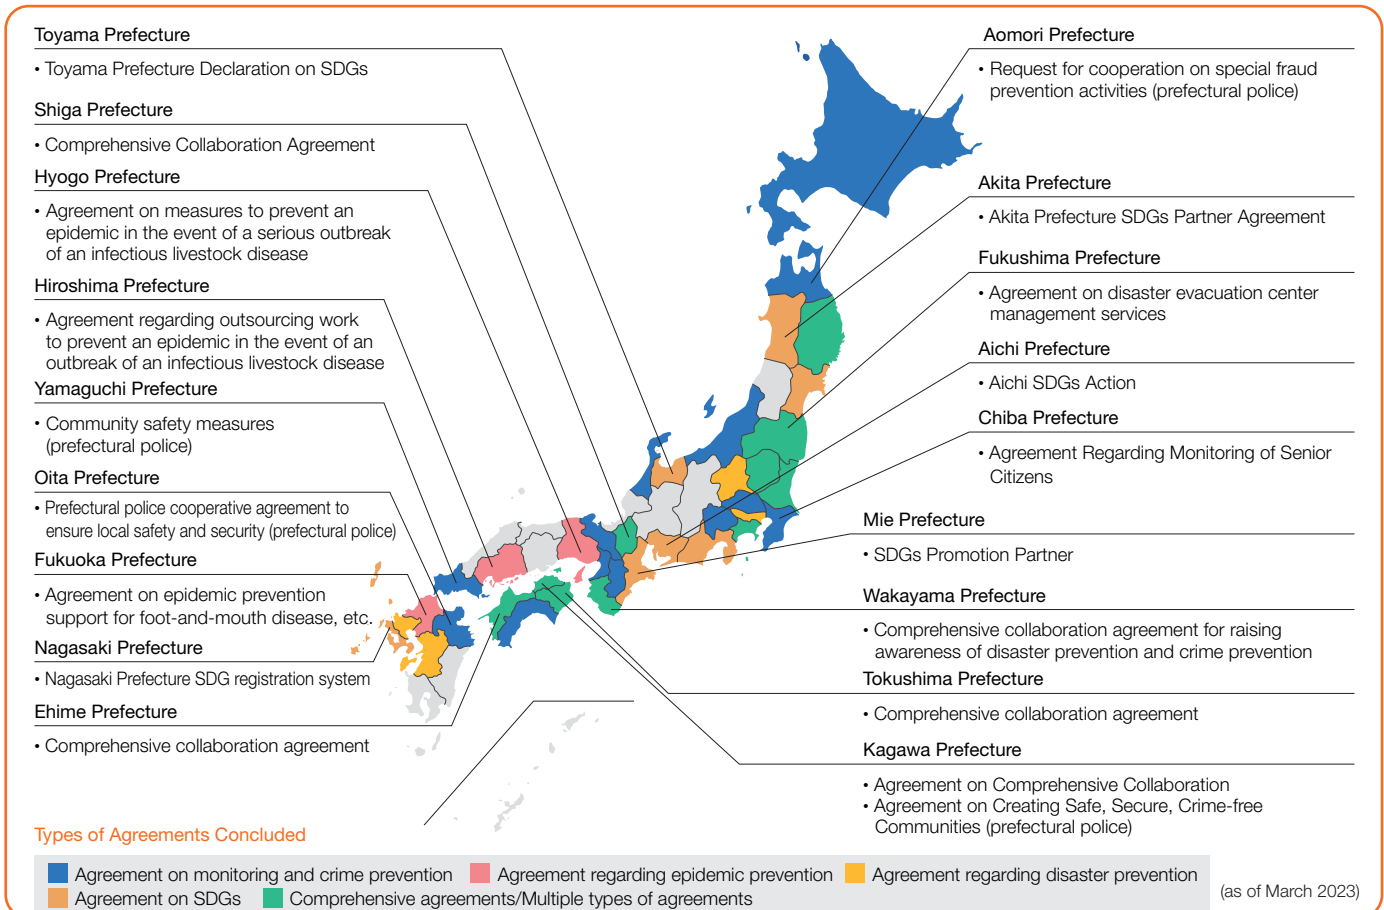 Toyama Prefecture
• Toyama Prefecture Declaration on SDGs
Shiga Prefecture
• Comprehensive Collaboration Agreement
Hyogo Prefecture
• Agreement on measures to prevent an
epidemic in the event of a serious outbreak
of an infectious livestock disease
Hiroshima Prefecture
• Agreement regarding outsourcing work
to prevent an epidemic in the event of an
outbreak of an infectious livestock disease
Yamaguchi Prefecture
• Community safety measures
(prefectural police)
Oita Prefecture
• Prefectural police cooperative agreement to
ensure local safety and security (prefectural police)
Fukuoka Prefecture
• Agreement on epidemic prevention
support for foot-and-mouth disease, etc.
Nagasaki Prefecture
• Nagasaki Prefecture SDG registration system
Ehime Prefecture
• Comprehensive collaboration agreement
Aomori Prefecture
• Request for cooperation on special fraud
prevention activities (prefectural police)
Akita Prefecture
• Akita Prefecture SDGs Partner Agreement
Fukushima Prefecture
• Agreement on disaster evacuation center
management services
Aichi Prefecture
• Aichi SDGs Action
Chiba Prefecture
• Agreement Regarding Monitoring of Senior
Citizens
Mie Prefecture
• SDGs Promotion Partner
Wakayama Prefecture
• Comprehensive collaboration agreement for raising
awareness of disaster prevention and crime prevention
Tokushima Prefecture
• Comprehensive collaboration agreement
Kagawa Prefecture
• Agreement on Comprehensive Collaboration
• Agreement on Creating Safe, Secure, Crime-free
Communities (prefectural police)
Types of Agreements Concluded
Agreement on monitoring and crime prevention
Agreement regarding epidemic prevention
Agreement regarding disaster prevention
Agreement on SDGs
Comprehensive agreements/Multiple types of agreements
(as of March 2023)